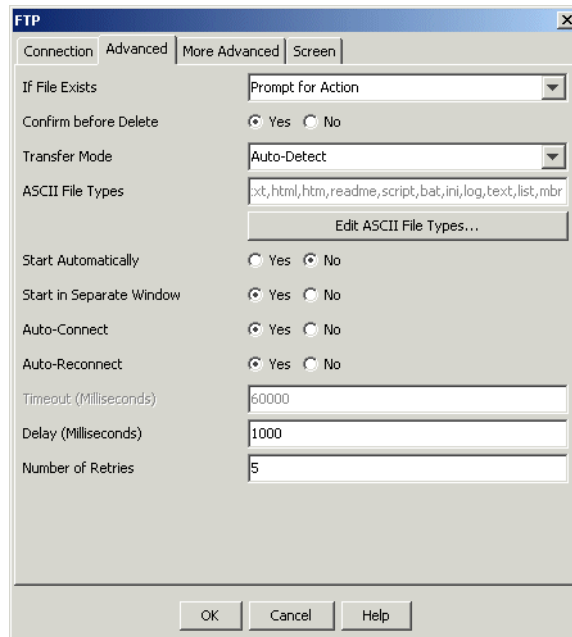 FTP
Connection Advanced More Advanced Screen
If File Exists Prompt for Action
Confirm before Delete Yes No
Transfer Mode Auto-Detect
ASCII File Types :xt,html,htm,readme,script,bat,ini,log,text,list,mbr
Edit ASCII File Types...
Start Automatically Yes No
Start in Separate Window Yes No
Auto-Connect Yes No
Auto-Reconnect Yes No
Timeout (Milliseconds) 60000
Delay (Milliseconds) 1000
Number of Retries 5
OK Cancel Help